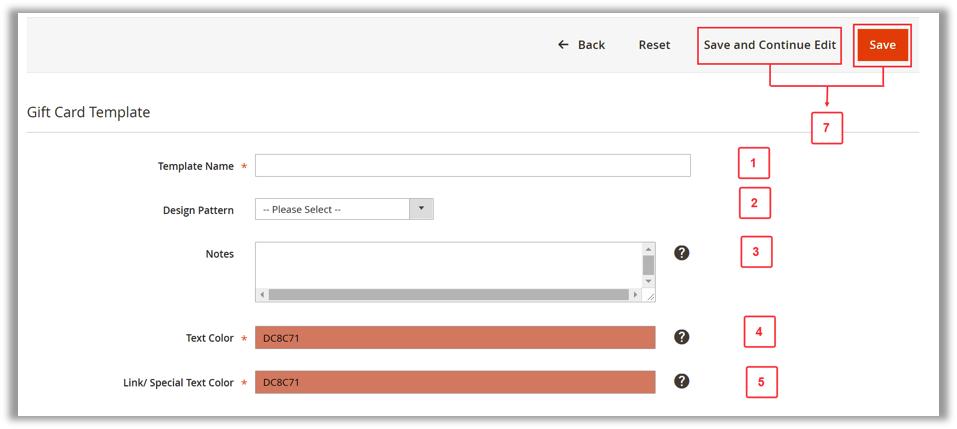 Back Reset Save and Continue Edit Save
7
Gift Card Template
Template Name * 1
Design Pattern -- Please Select -- 2
Notes ? 3
Text Color * DC8C71 ? 4
Link/ Special Text Color * DC8C71 ? 5